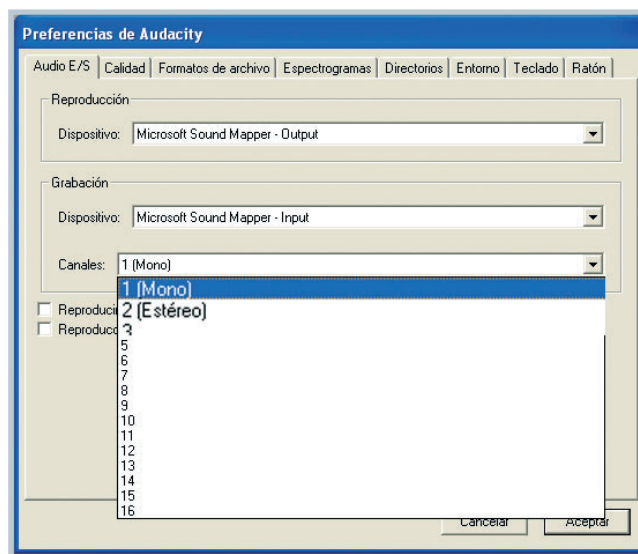 Preferencias de Audacity
Audio E/S Calidad Formatos de archivo Espectrogramas Directorios Entorno Teclado Ratón
Reproducción
Dispositivo: Microsoft Sound Mapper - Output
Grabación
Dispositivo: Microsoft Sound Mapper - Input
Canales: 1 (Mono)
1 (Mono)
Reproduci 2 (Estéreo)
Reproducc 3
5
6
7
8
9
10
11
12
13
14
15
16
Cancelar Aceptar